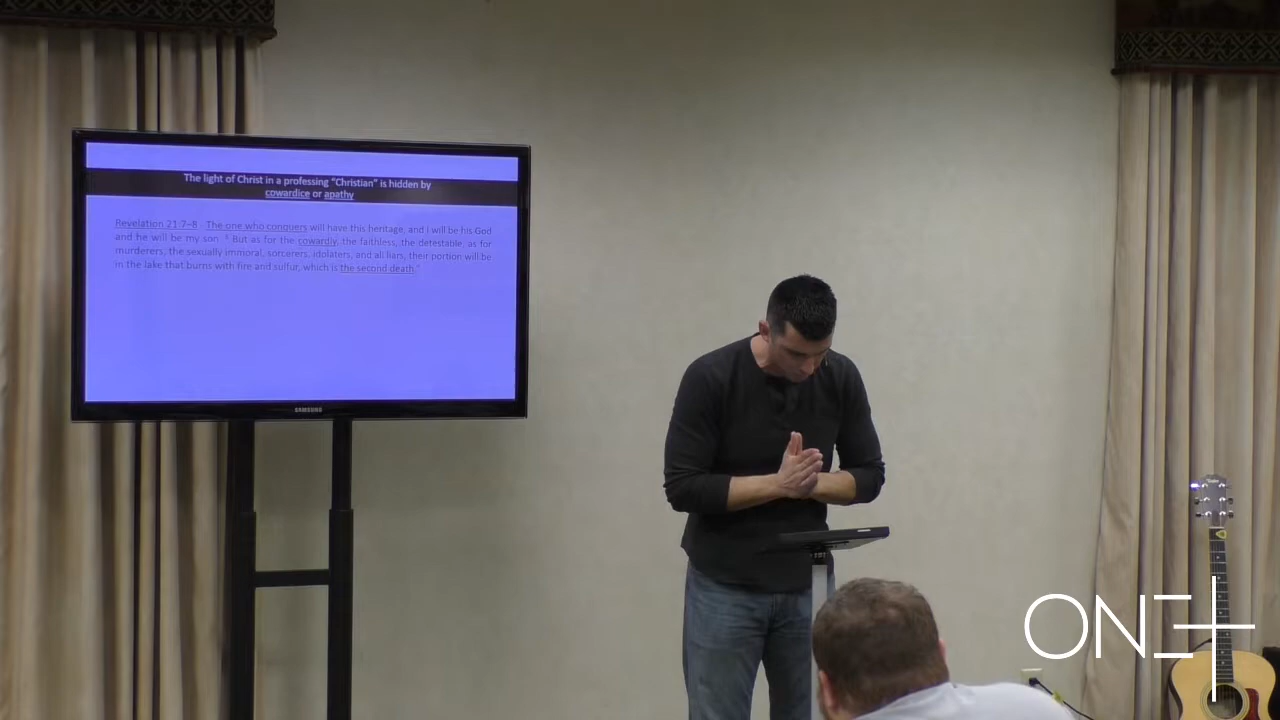 The light of Christ in a professing “Christian” is hidden by
cowardice or apathy
Revelation 21:7–8 The one who conquers will have this heritage, and I will be his God
and he will be my son. 8 But as for the cowardly, the faithless, the detestable, as for
murderers, the sexually immoral, sorcerers, idolaters, and all liars, their portion will be
in the lake that burns with fire and sulfur, which is the second death.”
SAMSUNG
ONE